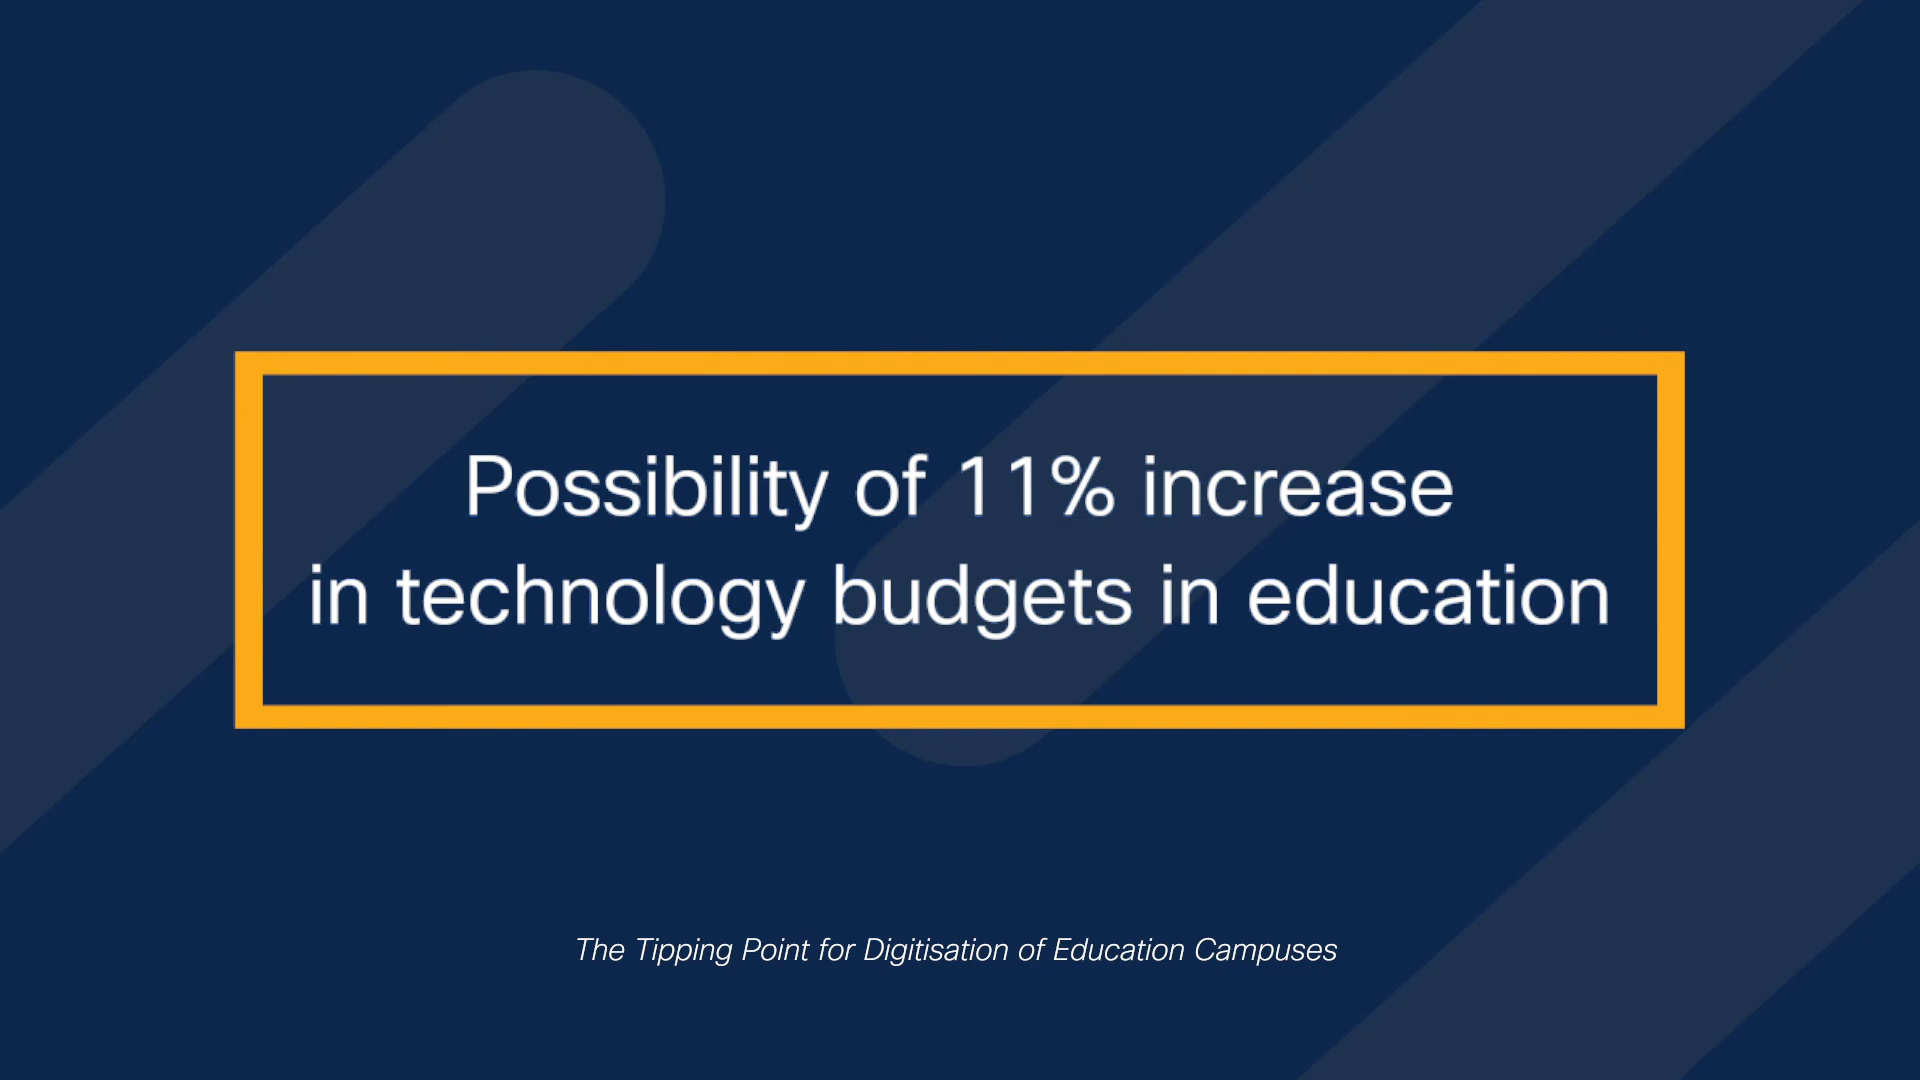 Possibility of 11% increase
in technology budgets in education
The Tipping Point for Digitisation of Education Campuses